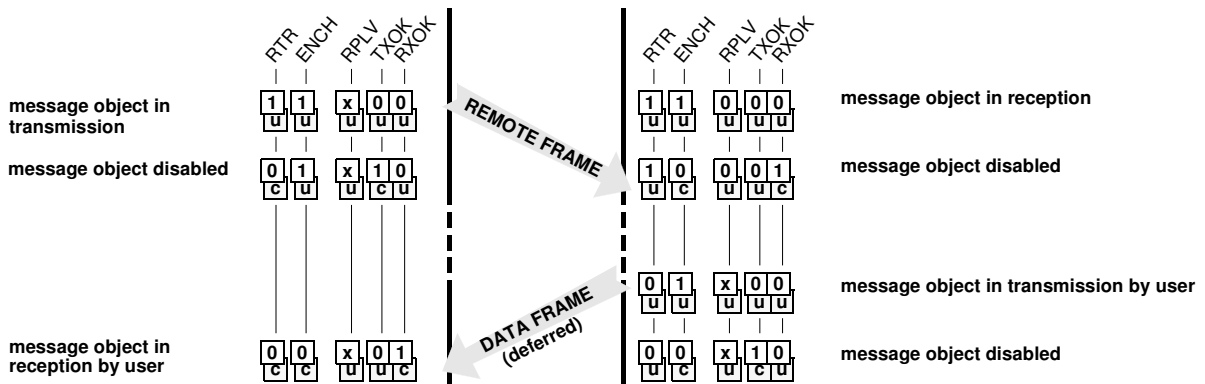 RTR ENCH RPLV TXOK RXOK
RTR ENCH RPLV TXOK RXOK
message object in transmission
1 1 x 0 0
u u u u u
REMOTE FRAME
1 1 0 0 0
u u u u u
message object in reception
message object disabled
0 1 x 1 0
c u u c u
1 0 0 0 1
u c u u c
message object disabled
0 1 x 0 0
u u u u u
message object in transmission by user
DATA FRAME
(deferred)
message object in
reception by user
0 0 x 0 1
c c u u c
0 0 x 1 0
u c u c u
message object disabled